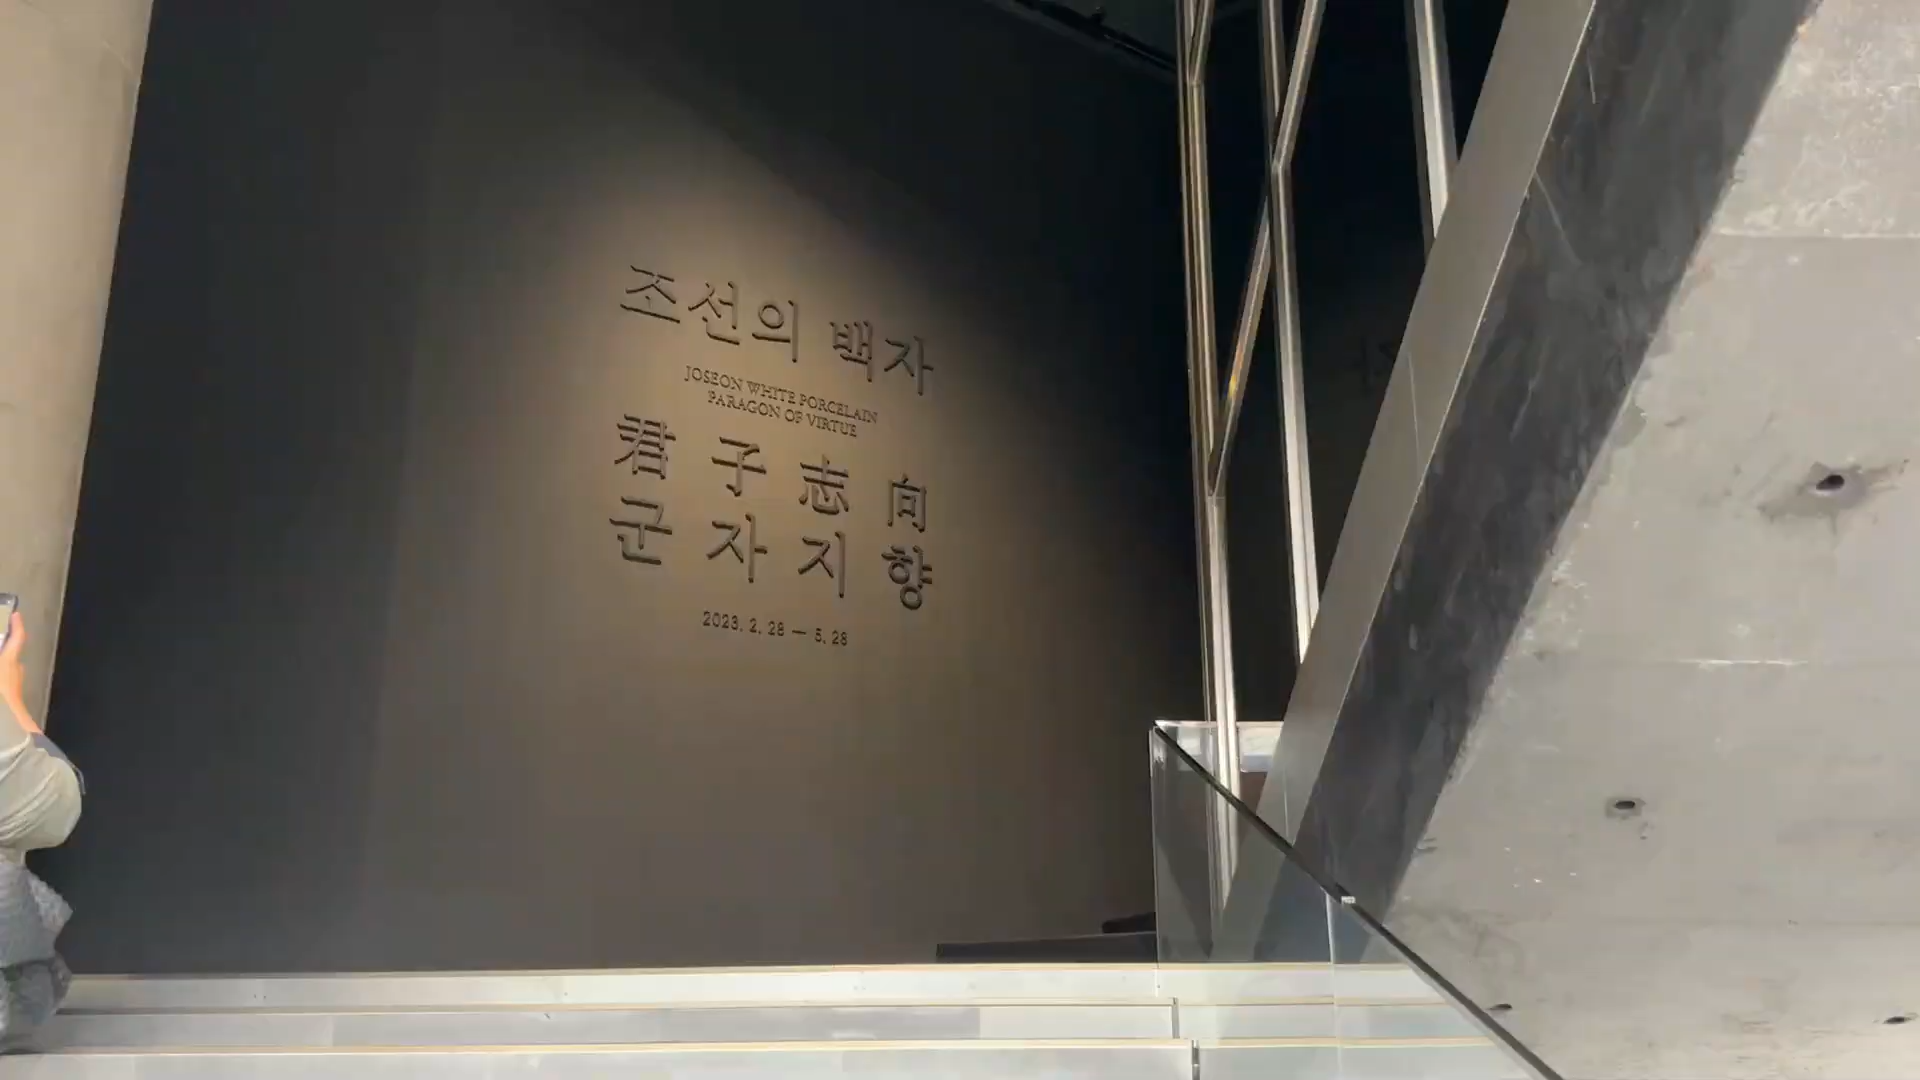 조선의 백자
JOSEON WHITE PORCELAIN
PARAGON OF VIRTUE
君 子 志 向
군 자 지 향
2023. 2. 28 — 5. 28